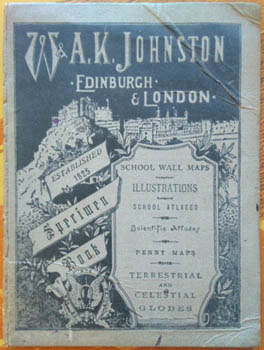 W. & A. K. JOHNSTON
EDINBURGH
& LONDON
ESTABLISHED
1825
Specimen
Book
SCHOOL WALL MAPS
ILLUSTRATIONS
SCHOOL ATLASES
Scientific Atlases
PENNY MAPS
TERRESTRIAL
AND
CELESTIAL
GLOBES